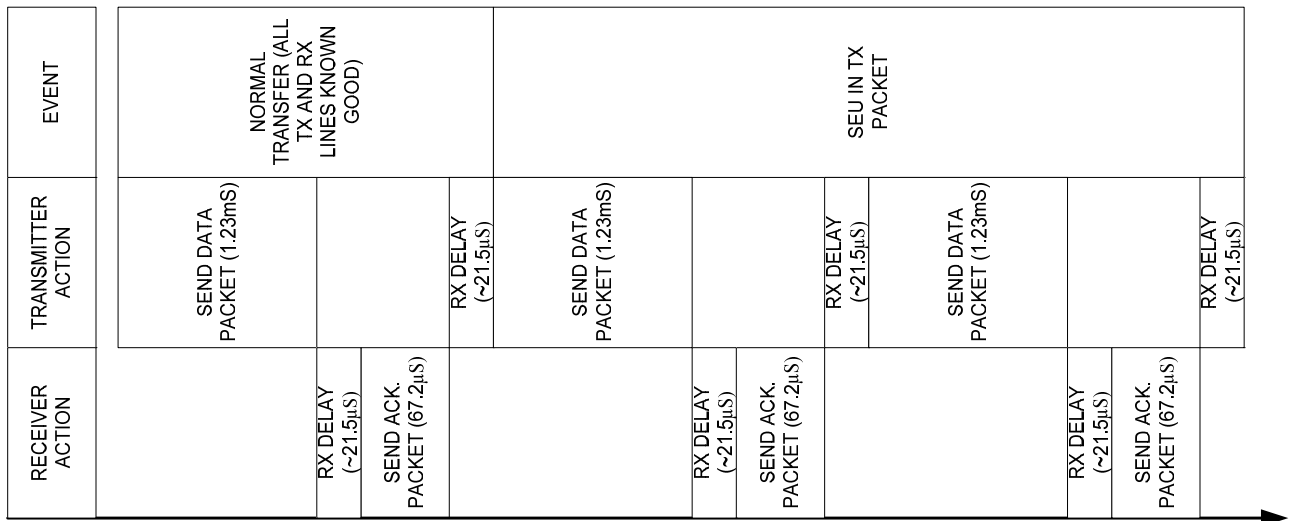 EVENT
NORMAL
TRANSFER (ALL
TX AND RX
LINES KNOWN
GOOD)
SEU IN TX
PACKET
TRANSMITTER
ACTION
SEND DATA
PACKET (1.23mS)
RX DELAY
(~21.5µS)
SEND DATA
PACKET (1.23mS)
RX DELAY
(~21.5µS)
SEND DATA
PACKET (1.23mS)
RX DELAY
(~21.5µS)
RECEIVER
ACTION
RX DELAY
(~21.5µS)
SEND ACK.
PACKET (67.2µS)
RX DELAY
(~21.5µS)
SEND ACK.
PACKET (67.2µS)
RX DELAY
(~21.5µS)
SEND ACK.
PACKET (67.2µS)